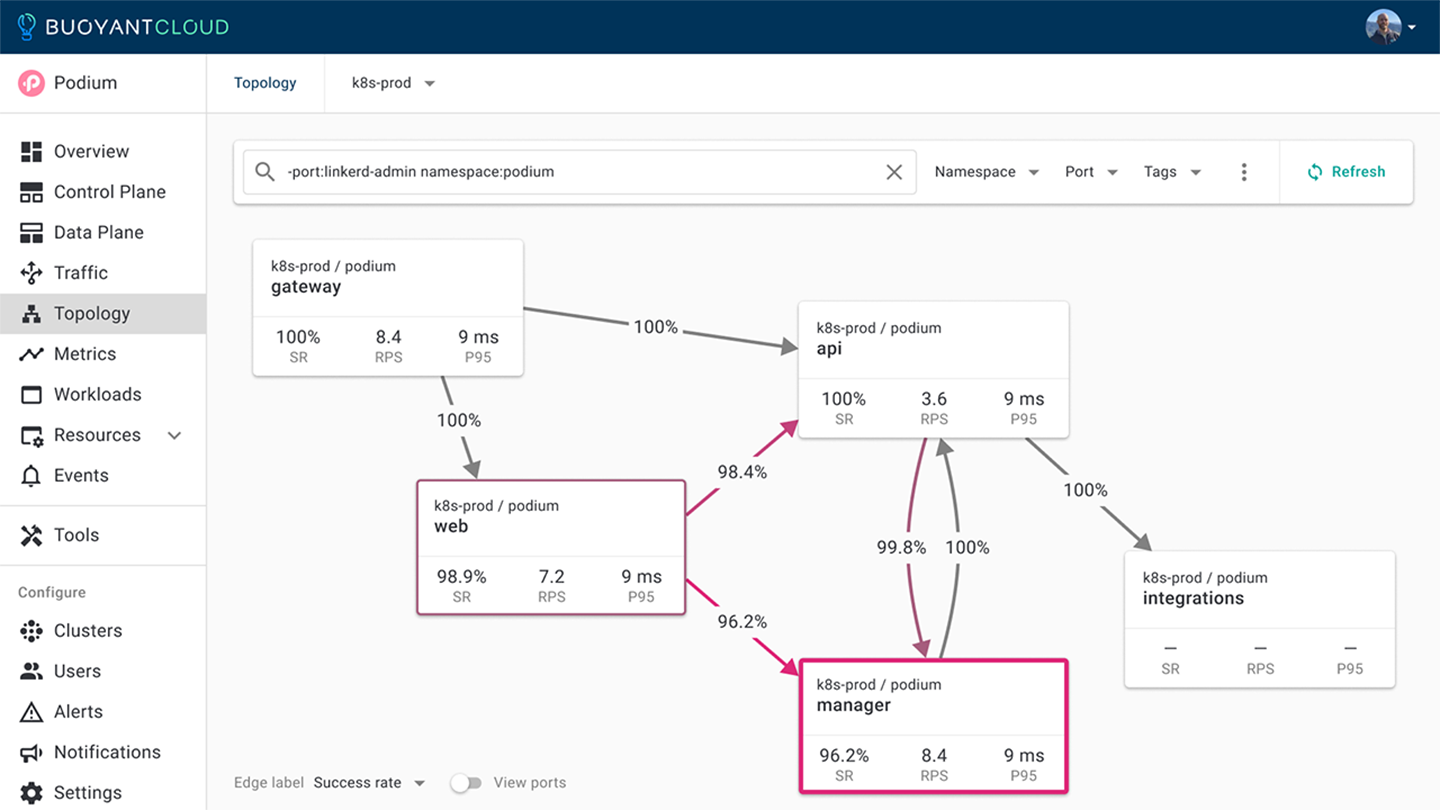 BUOYANTCLOUD
Podium
Topology
k8s-prod
Overview
Control Plane
Data Plane
Traffic
Topology
Metrics
Workloads
Resources
Events
Tools
Configure
Clusters
Users
Alerts
Notifications
Settings
-port:linkerd-admin namespace:podium
Namespace
Port
Tags
Refresh
k8s-prod / podium
gateway
100% 8.4 9 ms
SR RPS P95
100%
100%
k8s-prod / podium
api
100% 3.6 9 ms
SR RPS P95
98.4%
k8s-prod / podium
web
98.9% 7.2 9 ms
SR RPS P95
100%
99.8% 100%
96.2%
k8s-prod / podium
integrations
– – –
SR RPS P95
k8s-prod / podium
manager
96.2% 8.4 9 ms
SR RPS P95
Edge label Success rate View ports